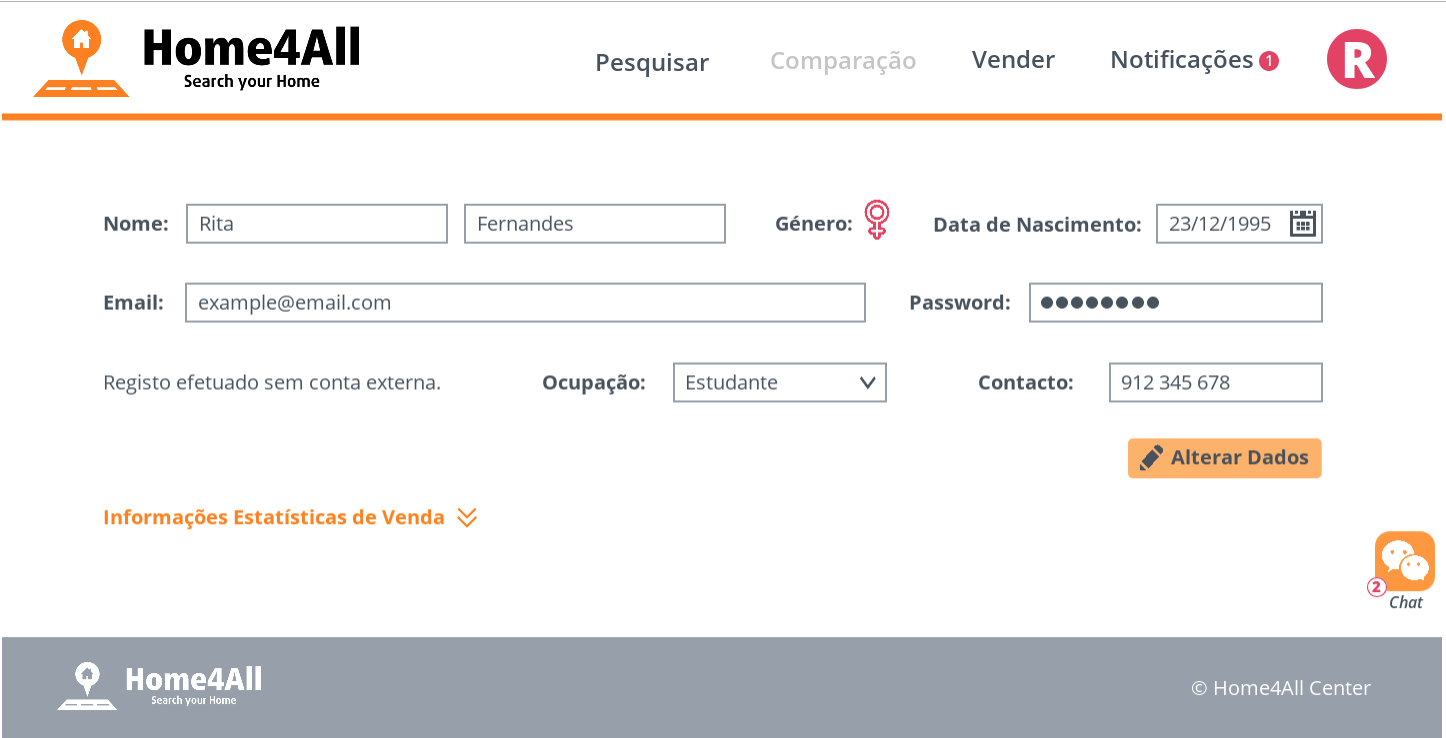 Home4All
Search your Home
Pesquisar Comparação Vender Notificações 1 R
Nome: Rita Fernandes Género: Data de Nascimento: 23/12/1995
Email: example@email.com Password: ●●●●●●●●
Registo efetuado sem conta externa. Ocupação: Estudante Contacto: 912 345 678
Alterar Dados
Informações Estatísticas de Venda
2
Chat
Home4All
Search your Home
© Home4All Center